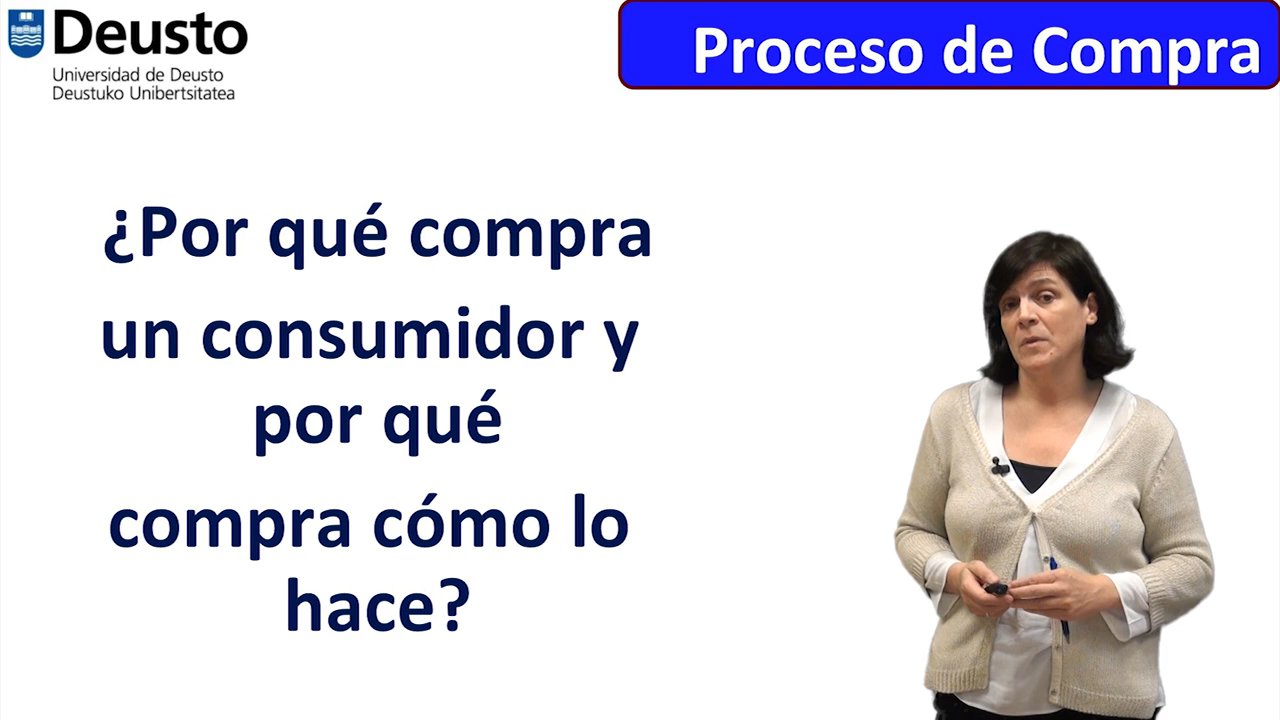 Deusto
Universidad de Deusto
Deustuko Unibertsitatea
Proceso de Compra
¿Por qué compra
un consumidor y
por qué
compra cómo lo
hace?